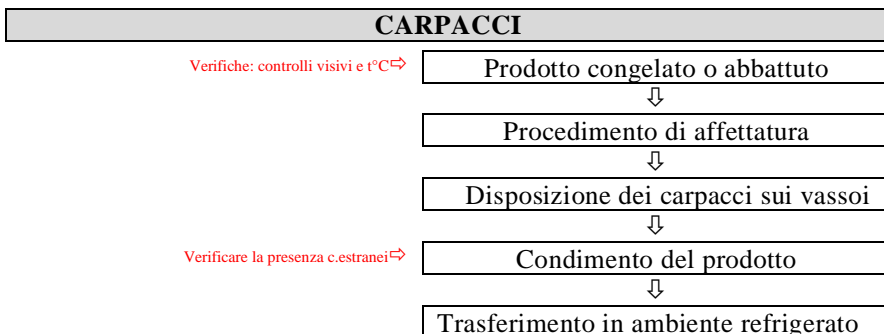 CARPACCI
Verifiche: controlli visivi e t°C⇨ Prodotto congelato o abbattuto
⇩
Procedimento di affettatura
⇩
Disposizione dei carpacci sui vassoi
⇩
Verificare la presenza c.estranei⇨ Condimento del prodotto
⇩
Trasferimento in ambiente refrigerato